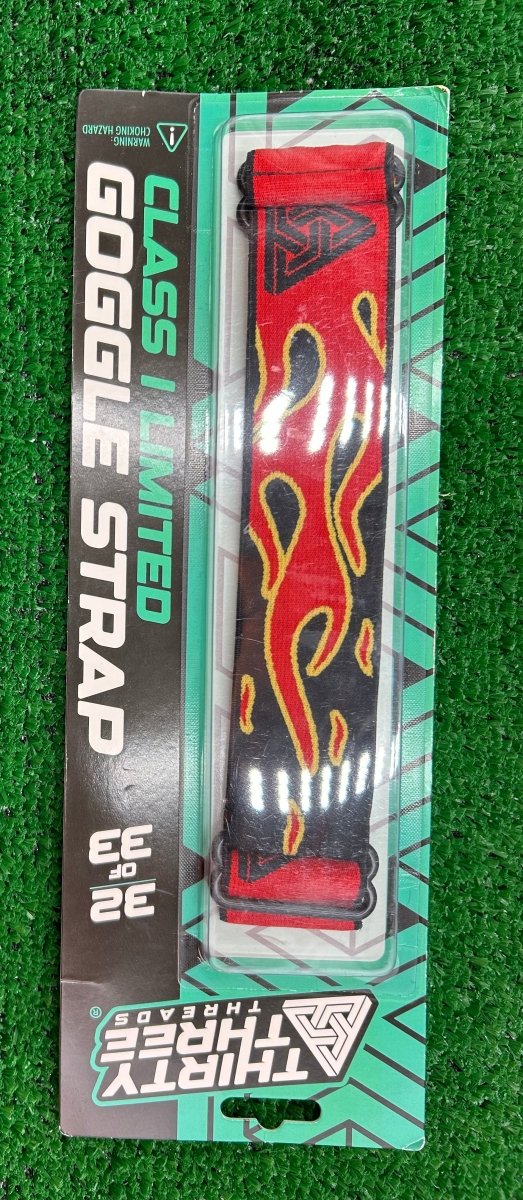 THIRTY
THREE
THREADS®
32 OF 33
CLASS I LIMITED
GOGGLE STRAP
WARNING:
CHOKING HAZARD